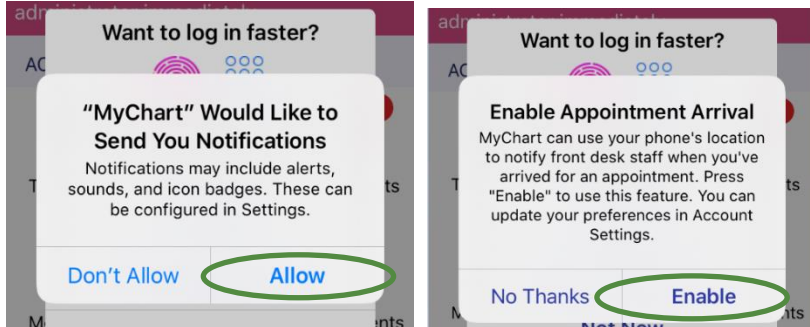 Want to log in faster?
"MyChart" Would Like to
Send You Notifications
Notifications may include alerts,
sounds, and icon badges. These can
be configured in Settings.
Don't Allow Allow
Want to log in faster?
Enable Appointment Arrival
MyChart can use your phone's location
to notify front desk staff when you've
arrived for an appointment. Press
"Enable" to use this feature. You can
update your preferences in Account
Settings.
No Thanks Enable